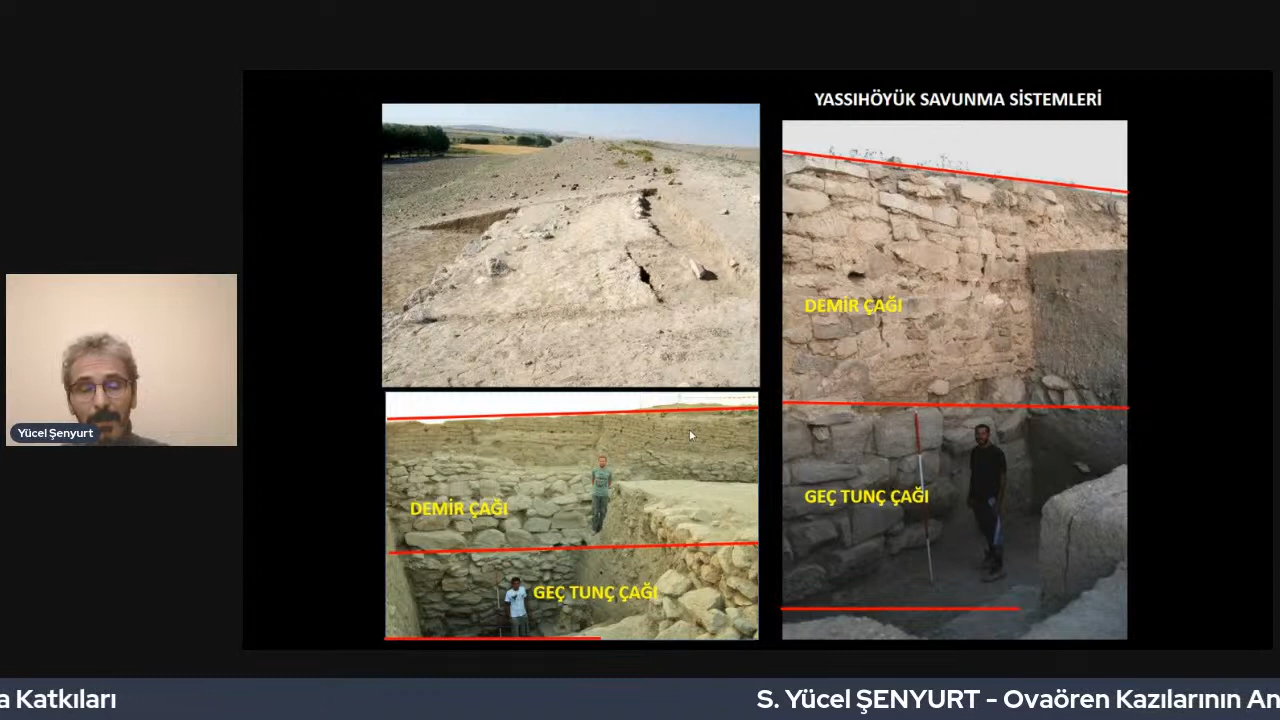 YASSIHÖYÜK SAVUNMA SİSTEMLERİ
DEMİR ÇAĞI
GEÇ TUNÇ ÇAĞI
DEMİR ÇAĞI
GEÇ TUNÇ ÇAĞI
Yücel Şenyurt
a Katkıları
S. Yücel ŞENYURT - Ovaören Kazılarının An